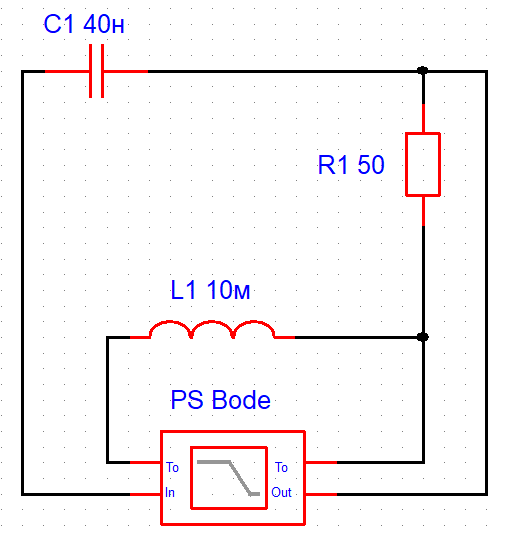 C1 40н
R1 50
L1 10м
PS Bode
To To
In Out